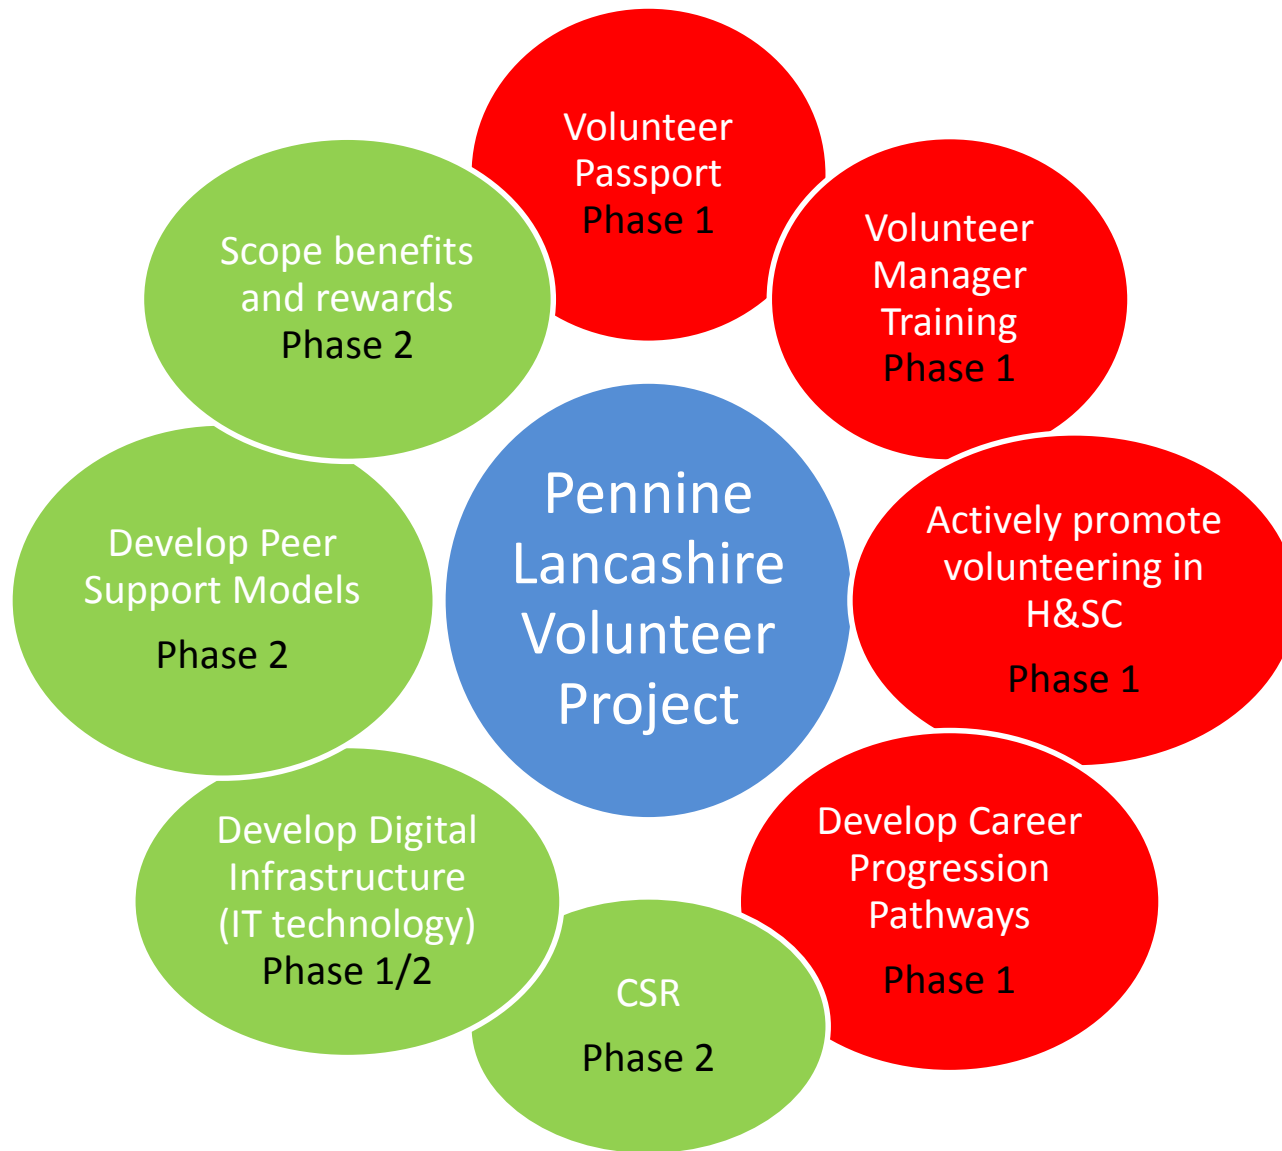 Volunteer
Passport
Phase 1
Volunteer
Manager
Training
Phase 1
Actively promote
volunteering in
H&SC
Phase 1
Develop Career
Progression
Pathways
Phase 1
CSR
Phase 2
Develop Digital
Infrastructure
(IT technology)
Phase 1/2
Develop Peer
Support Models
Phase 2
Scope benefits
and rewards
Phase 2
Pennine
Lancashire
Volunteer
Project